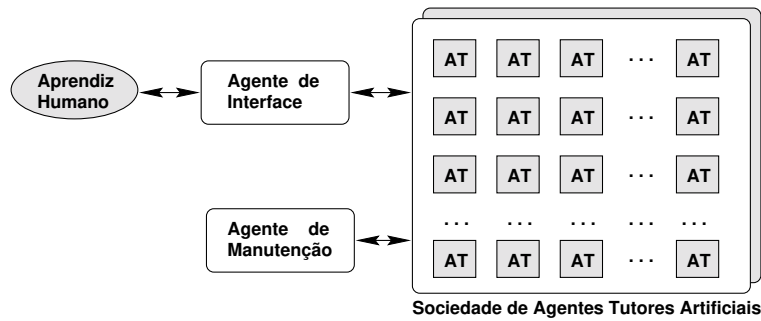 Aprendiz
Humano
Agente de
Interface
Agente de
Manutenção
AT AT AT ... AT
AT AT AT ... AT
AT AT AT ... AT
... ... ... ... ...
AT AT AT ... AT
Sociedade de Agentes Tutores Artificiais